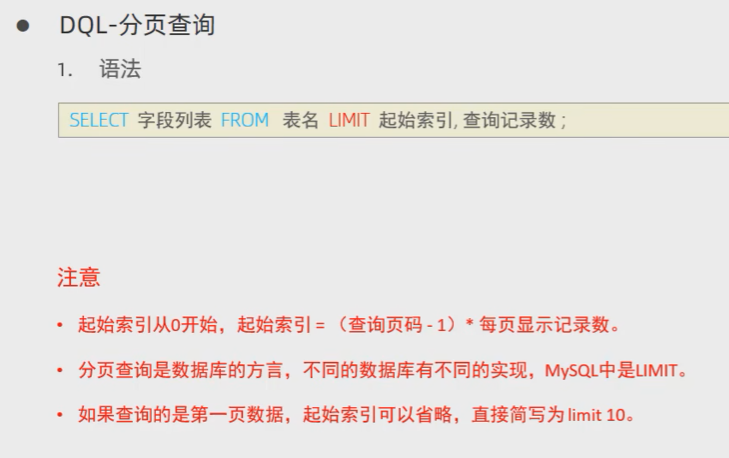 ● DQL-分页查询
1. 语法
SELECT 字段列表 FROM 表名 LIMIT 起始索引, 查询记录数 ;
注意
• 起始索引从0开始，起始索引 = （查询页码 - 1）* 每页显示记录数。
• 分页查询是数据库的方言，不同的数据库有不同的实现，MySQL中是LIMIT。
• 如果查询的是第一页数据，起始索引可以省略，直接简写为 limit 10。